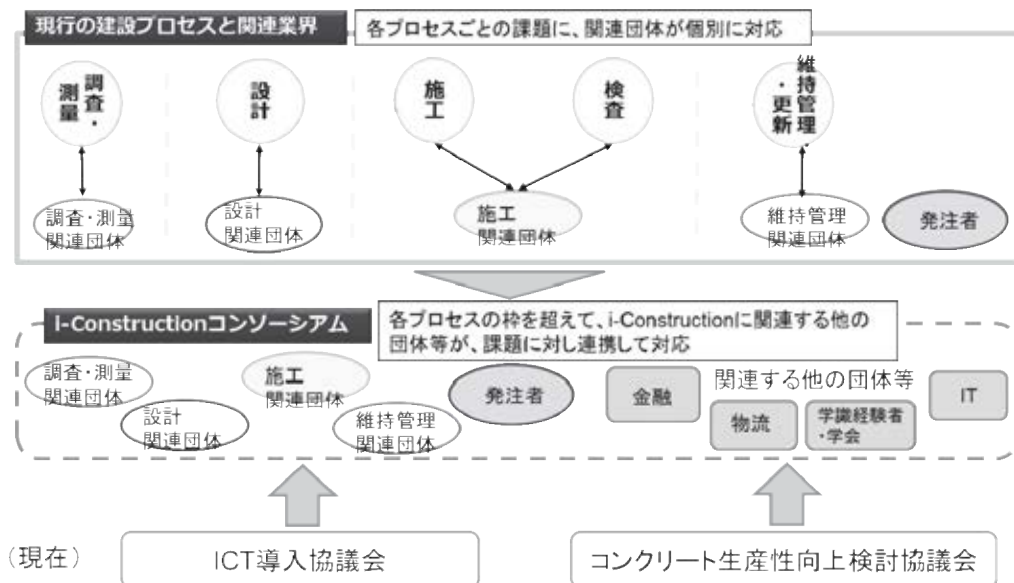 現行の建設プロセスと関連業界
各プロセスごとの課題に、関連団体が個別に対応
調査・
測量
設計
施工
検査
維持管理
・更新
調査・測量
関連団体
設計
関連団体
施工
関連団体
維持管理
関連団体
発注者
i-Constructionコンソーシアム
各プロセスの枠を超えて、i-Constructionに関連する他の
団体等が、課題に対し連携して対応
調査・測量
関連団体
設計
関連団体
施工
関連団体
維持管理
関連団体
発注者
金融
関連する他の団体等
物流
学識経験者
・学会
IT
（現在）
ICT導入協議会
コンクリート生産性向上検討協議会